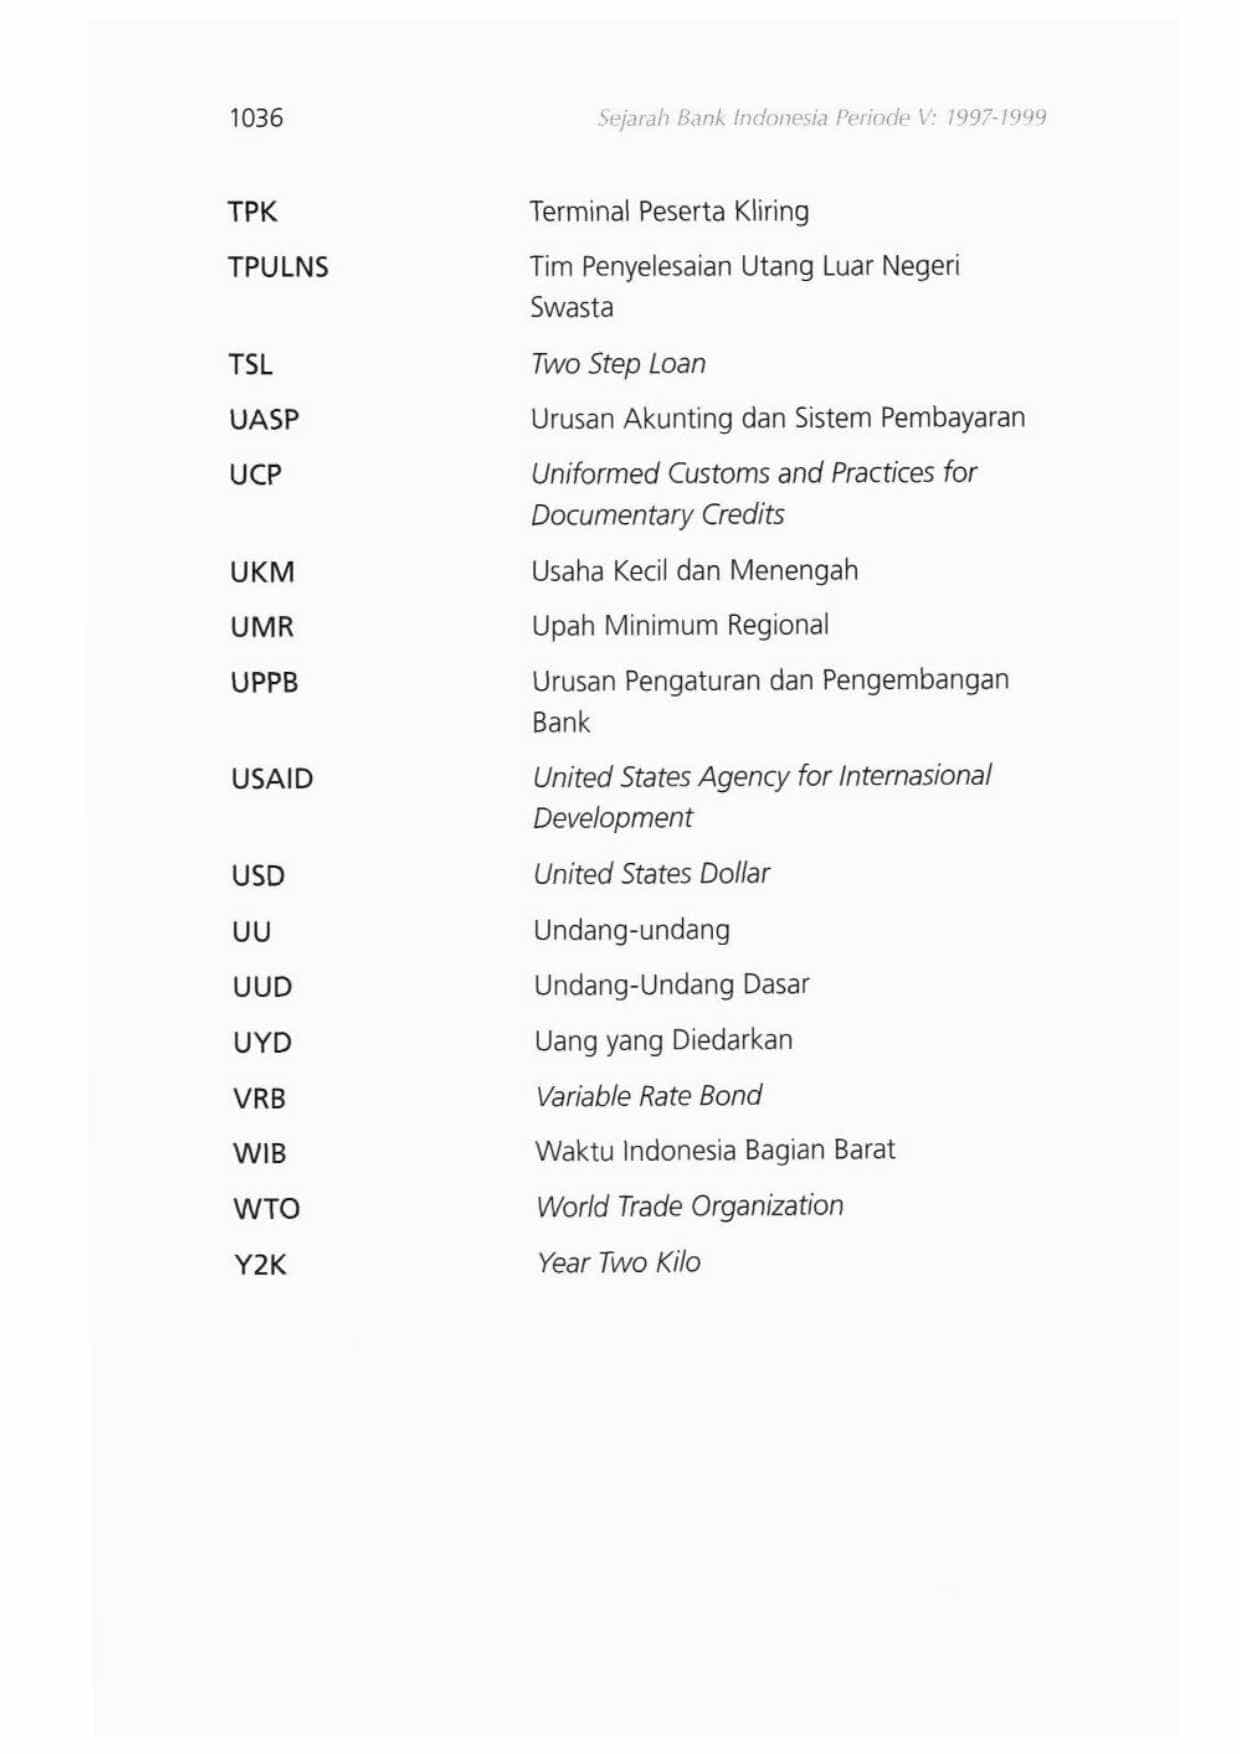 1036 Sejarah Bank Indonesia Periode V: 1997-1999
TPK Terminal Peserta Kliring
TPULNS Tim Penyelesaian Utang Luar Negeri
Swasta
TSL Two Step Loan
UASP Urusan Akunting dan Sistem Pembayaran
UCP Uniformed Customs and Practices for
Documentary Credits
UKM Usaha Kecil dan Menengah
UMR Upah Minimum Regional
UPPB Urusan Pengaturan dan Pengembangan
Bank
USAID United States Agency for Internasional
Development
USD United States Dollar
UU Undang-undang
UUD Undang-Undang Dasar
UYD Uang yang Diedarkan
VRB Variable Rate Bond
WIB Waktu Indonesia Bagian Barat
WTO World Trade Organization
Y2K Year Two Kilo